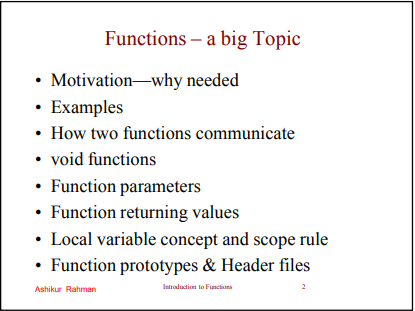 Functions – a big Topic
• Motivation—why needed
• Examples
• How two functions communicate
• void functions
• Function parameters
• Function returning values
• Local variable concept and scope rule
• Function prototypes & Header files
Ashikur Rahman Introduction to Functions 2